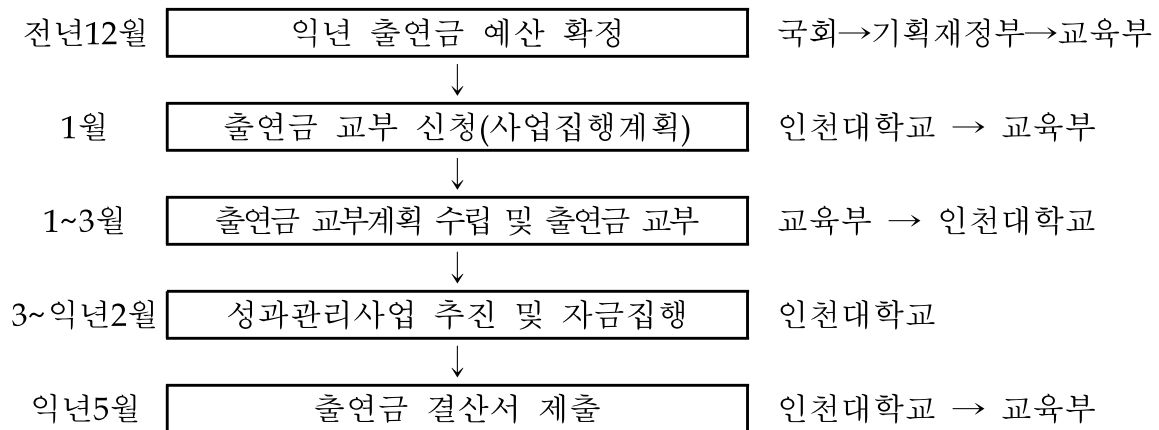 전년12월 익년 출연금 예산 확정 국회→기획재정부→교육부
↓
1월 출연금 교부 신청(사업집행계획) 인천대학교 → 교육부
↓
1~3월 출연금 교부계획 수립 및 출연금 교부 교육부 → 인천대학교
↓
3~익년2월 성과관리사업 추진 및 자금집행 인천대학교
↓
익년5월 출연금 결산서 제출 인천대학교 → 교육부